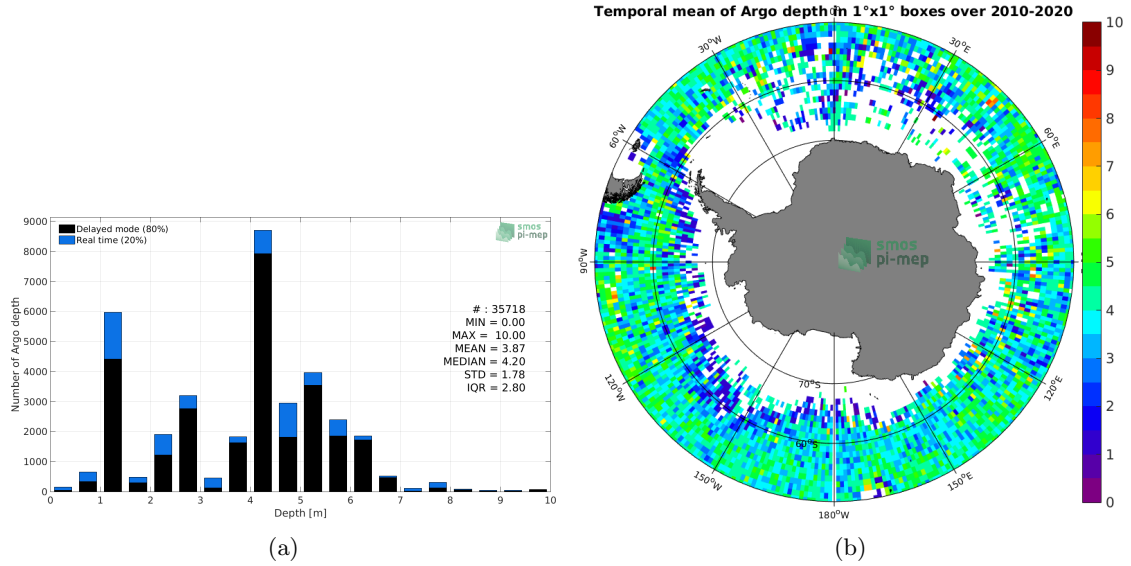 Delayed mode (80%)
Real time (20%)
smos
pi-mep
9000
8000
7000
6000
5000
4000
3000
2000
1000
0
Number of Argo depth
# : 35718
MIN = 0.00
MAX = 10.00
MEAN = 3.87
MEDIAN = 4.20
STD = 1.78
IQR = 2.80
0 1 2 3 4 5 6 7 8 9 10
Depth [m]
(a)
Temporal mean of Argo depth in 1°x1° boxes over 2010-2020
30°W
30°E
60°W
60°E
90°W
smos
pi-mep
120°W
120°E
70°S
60°S
150°W
150°E
180°W
10
9
8
7
6
5
4
3
2
1
0
(b)